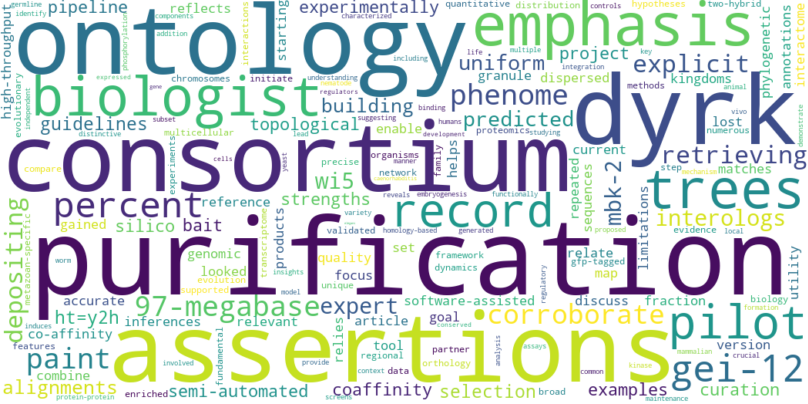 ontology
emphasis
dyrk
biologist
consortium
purification
assertions
trees
record
percent
pilot
gei-12
paint
97-megabase
corroborate
phenome
explicit
retrieving
interologs
predicted
uniform
building
wi5
silico
bait
strengths
mbk-2
depositing
alignments
semi-automated
coaffinity
selection
examples
curation
expert
ht=y2h
guidelines
topological
pipeline
reflects
experimentally
starting
high-throughput
quantitative
distribution
controls
hypotheses
two-hybrid
project
granule
dispersed
kingdoms
phylogenetic
annotations
interactome
interactions
chromosomes
initiate
understanding
including
multiple
integration
key
animal
methods
life
gene
regulators
binding
suggesting
humans
development
studying
proteomics
numerous
lost
vivo
demonstrate
current
matches
step
mechanism
proposed
evidence
local
sequences
repeated
limitations
relate
map
gfp-tagged
utility
discuss
fraction
biology
formation
version
crucial
mammalian
regulatory
software-assisted
article
goal
tool
relies
regional
data
context
partner
orthology
analysis
conserved
assays
common
kinase
broad
screens
maintenance
provide
involved
enriched
fundamental
relevant
inferences
accurate
co-affinity
features
combine
induces
protein-protein
worm
evolution
supported
looked
genomic
gained
reference
products
transcriptome
quality
focus
unique
insights
model
set
validated
homology-based
generated
functionally
variety
framework
dynamics
reveals
embryogenesis
network
precise
organisms
manner
family
helps
enable
multicellular
experiments
distinctive
subset
cells
yeast
lead
compare
metazoan-specific
independent
evolutionary
germline
identify
components
addition
phosphorylation
expressed
characterized